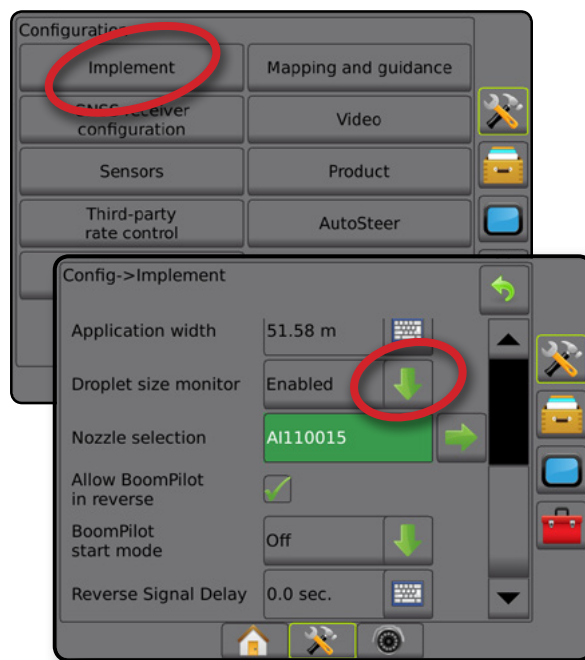 Configuration
Implement
Mapping and guidance
GNSS receiver
configuration
Video
Sensors
Product
Third-party
rate control
AutoSteer
Config->Implement
Application width
51.58 m
Droplet size monitor
Enabled
Nozzle selection
AI110015
Allow BoomPilot
in reverse
BoomPilot
start mode
Off
Reverse Signal Delay
0.0 sec.